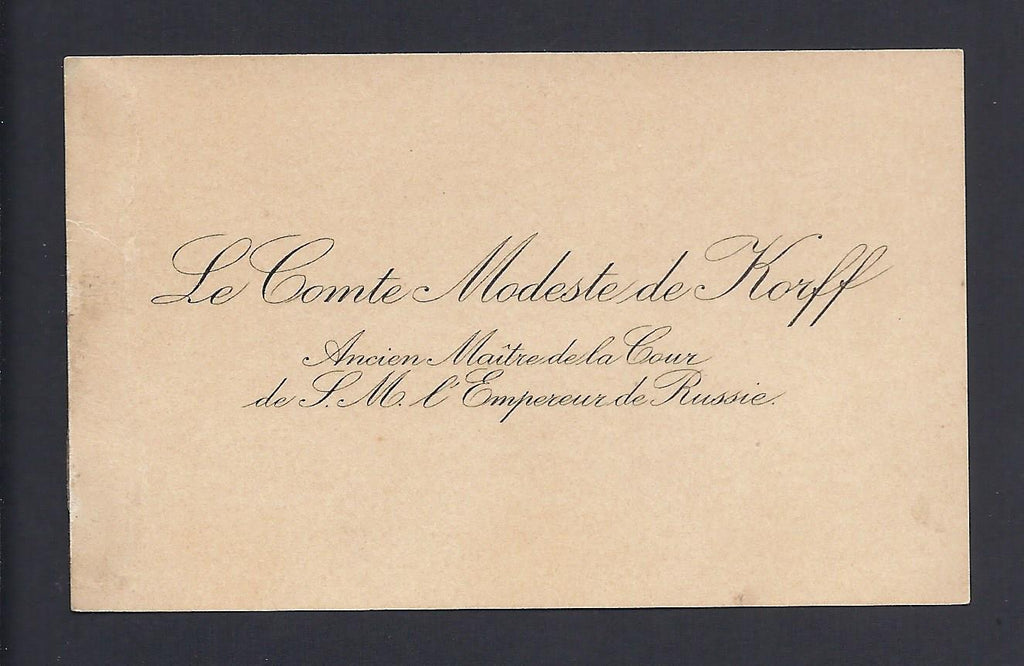 Le Comte Modeste de Korff
Ancien Maître de la Cour
de S. M. l'Empereur de Russie.